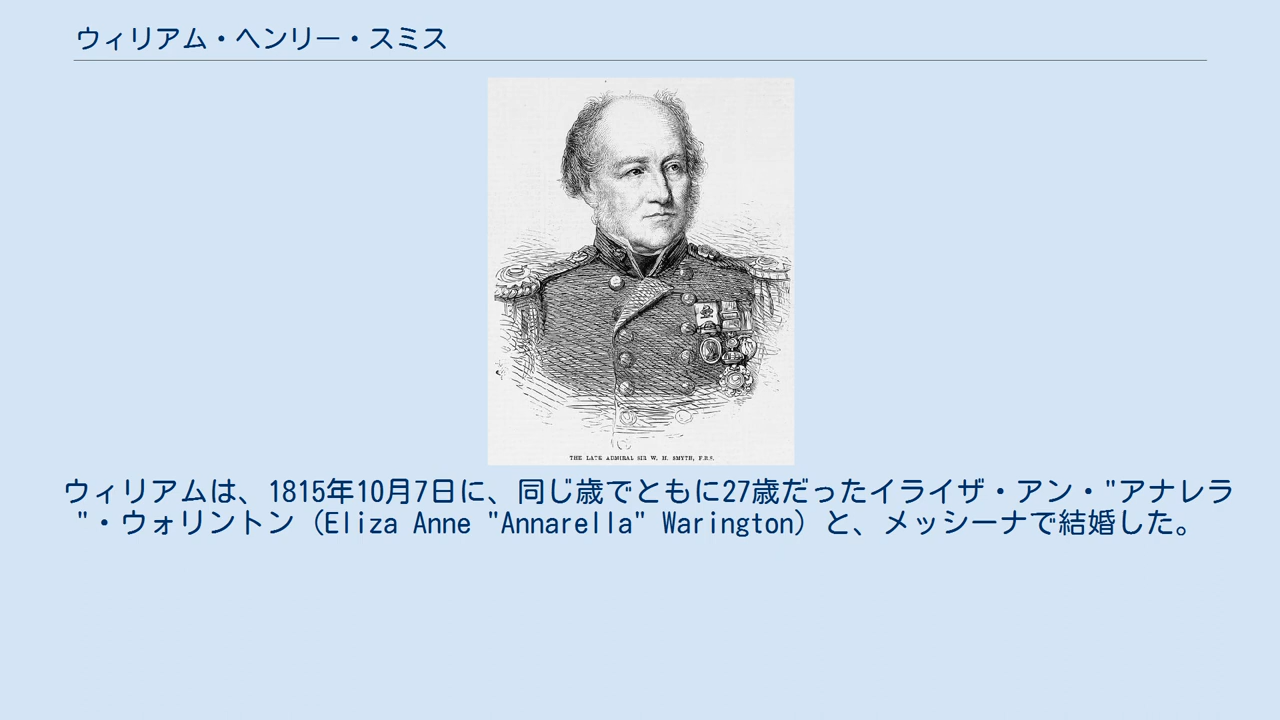 ウィリアム・ヘンリー・スミス
THE LATE ADMIRAL SIR W. H. SMYTH, F.R.S.
ウィリアムは、1815年10月7日に、同じ歳でともに27歳だったイライザ・アン・"アナレラ
"・ウォリントン（Eliza Anne "Annarella" Warington）と、メッシーナで結婚した。